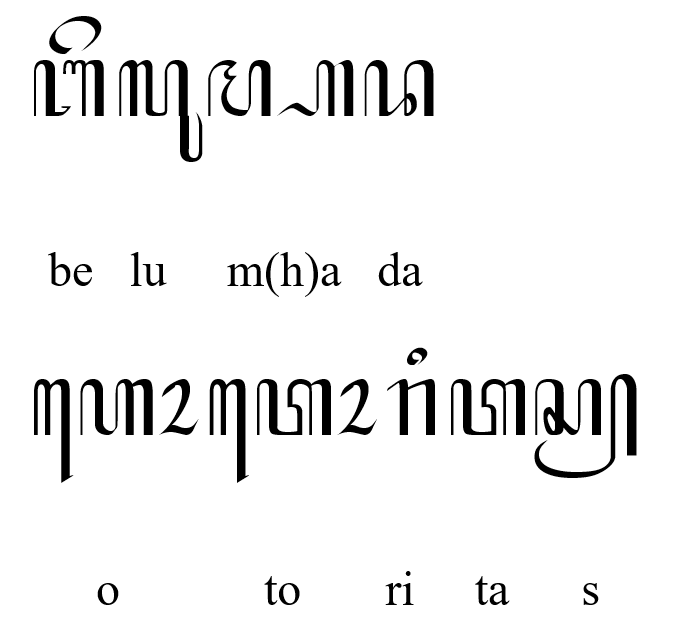 ꦧꦼꦭꦸꦩ꧀ꦲꦢ
be lu m(h)a da
ꦲꦺꦴꦠꦺꦴꦫꦶꦠꦱ꧀
o to ri ta s